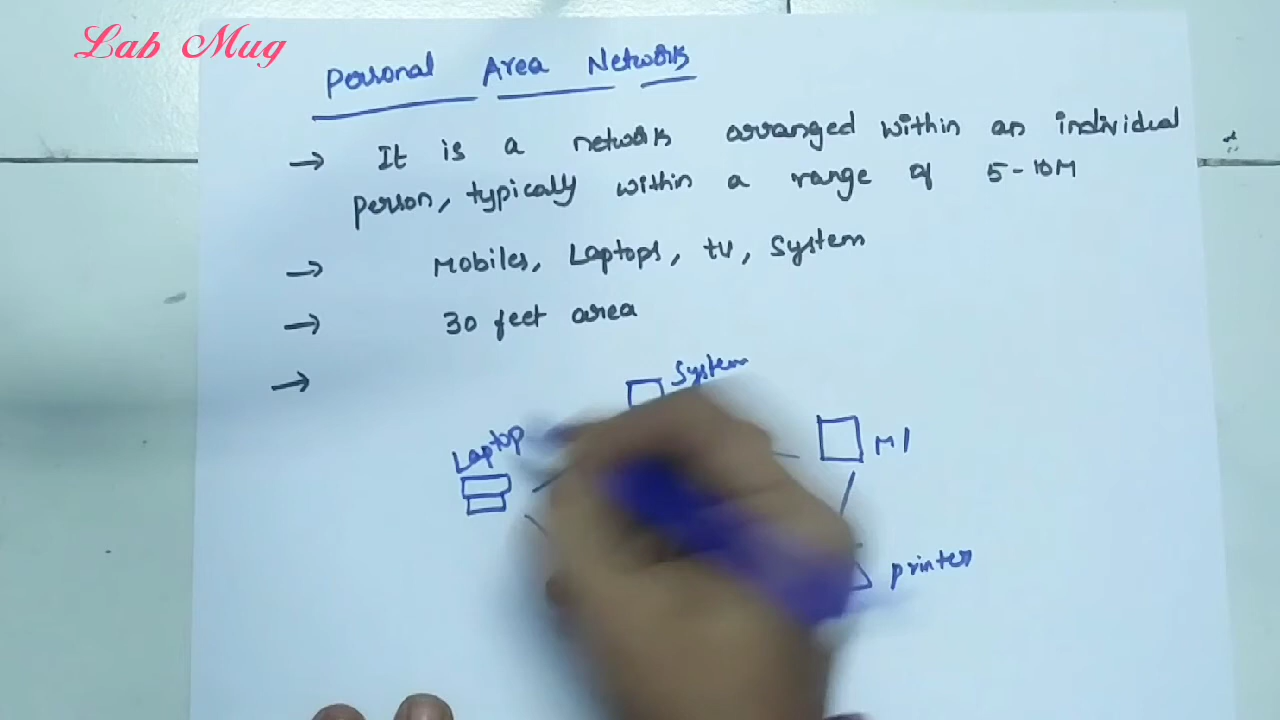 Lab Mug
Personal Area Network
→ It is a network arranged within an individual
person, typically within a range of 5-10M
→ Mobiles, Laptops, tv, System
→ 30 feet area
→
System
Laptop
M1
printer